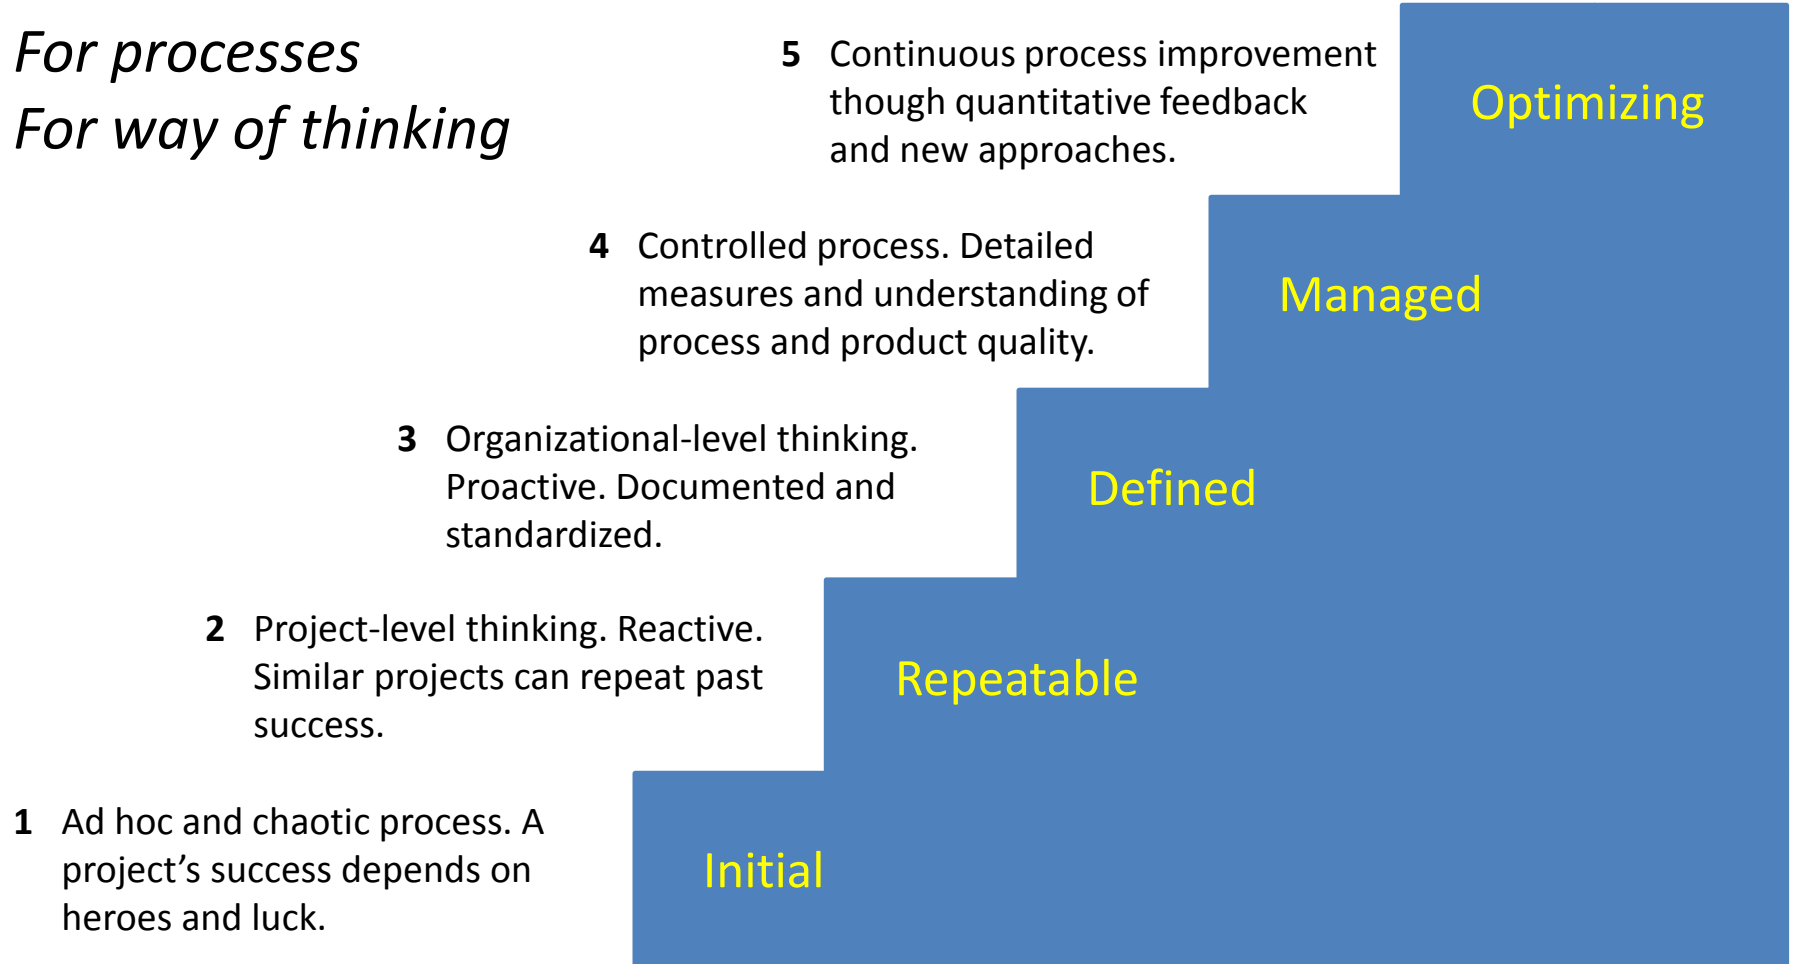 For processes
For way of thinking
5 Continuous process improvement
though quantitative feedback
and new approaches.
Optimizing
4 Controlled process. Detailed
measures and understanding of
process and product quality.
Managed
3 Organizational-level thinking.
Proactive. Documented and
standardized.
Defined
2 Project-level thinking. Reactive.
Similar projects can repeat past
success.
Repeatable
1 Ad hoc and chaotic process. A
project’s success depends on
heroes and luck.
Initial